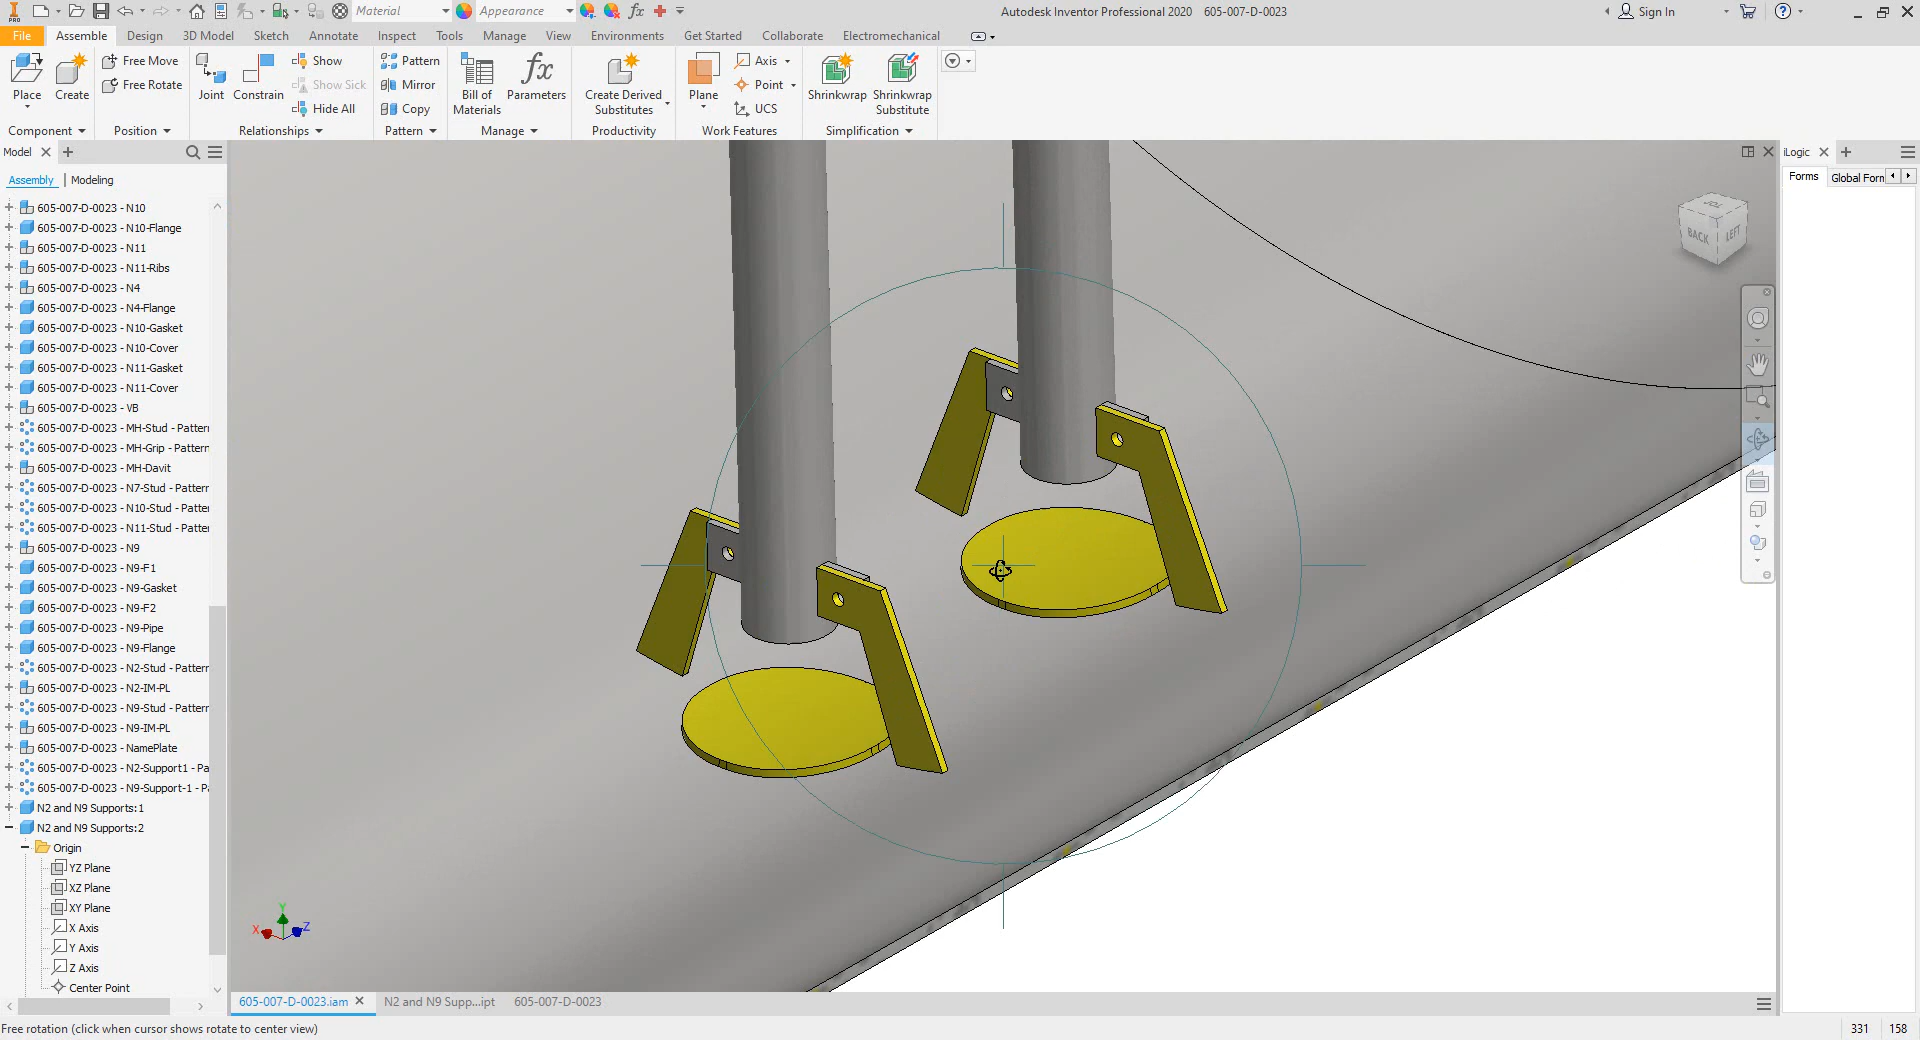 PRO
Material
Appearance
fx
Autodesk Inventor Professional 2020 605-007-D-0023
Sign In
File Assemble Design 3D Model Sketch Annotate Inspect Tools Manage View Environments Get Started Collaborate Electromechanical
Place
Create
Component
Free Move
Free Rotate
Position
Joint
Constrain
Show
Show Sick
Hide All
Relationships
Pattern
Mirror
Copy
Pattern
Bill of
Materials
fx
Parameters
Manage
Create Derived
Substitutes
Productivity
Plane
Axis
Point
UCS
Work Features
Shrinkwrap
Shrinkwrap
Substitute
Simplification
Model
Assembly | Modeling
605-007-D-0023 - N10
605-007-D-0023 - N10-Flange
605-007-D-0023 - N11
605-007-D-0023 - N11-Ribs
605-007-D-0023 - N4
605-007-D-0023 - N4-Flange
605-007-D-0023 - N10-Gasket
605-007-D-0023 - N10-Cover
605-007-D-0023 - N11-Gasket
605-007-D-0023 - N11-Cover
605-007-D-0023 - VB
605-007-D-0023 - MH-Stud - Patterr
605-007-D-0023 - MH-Grip - Pattern
605-007-D-0023 - MH-Davit
605-007-D-0023 - N7-Stud - Patterr
605-007-D-0023 - N10-Stud - Patte
605-007-D-0023 - N11-Stud - Patte
605-007-D-0023 - N9
605-007-D-0023 - N9-F1
605-007-D-0023 - N9-Gasket
605-007-D-0023 - N9-F2
605-007-D-0023 - N9-Pipe
605-007-D-0023 - N9-Flange
605-007-D-0023 - N2-Stud - Patterr
605-007-D-0023 - N2-IM-PL
605-007-D-0023 - N9-Stud - Patterr
605-007-D-0023 - N9-IM-PL
605-007-D-0023 - NamePlate
605-007-D-0023 - N2-Support1 - Pa
605-007-D-0023 - N9-Support-1 - P
N2 and N9 Supports:1
N2 and N9 Supports:2
Origin
YZ Plane
XZ Plane
XY Plane
X Axis
Y Axis
Z Axis
Center Point
TOP
BACK
LEFT
X
Y
Z
iLogic
Forms Global Forn
605-007-D-0023.iam
N2 and N9 Supp...ipt
605-007-D-0023
Free rotation (click when cursor shows rotate to center view)
331 158